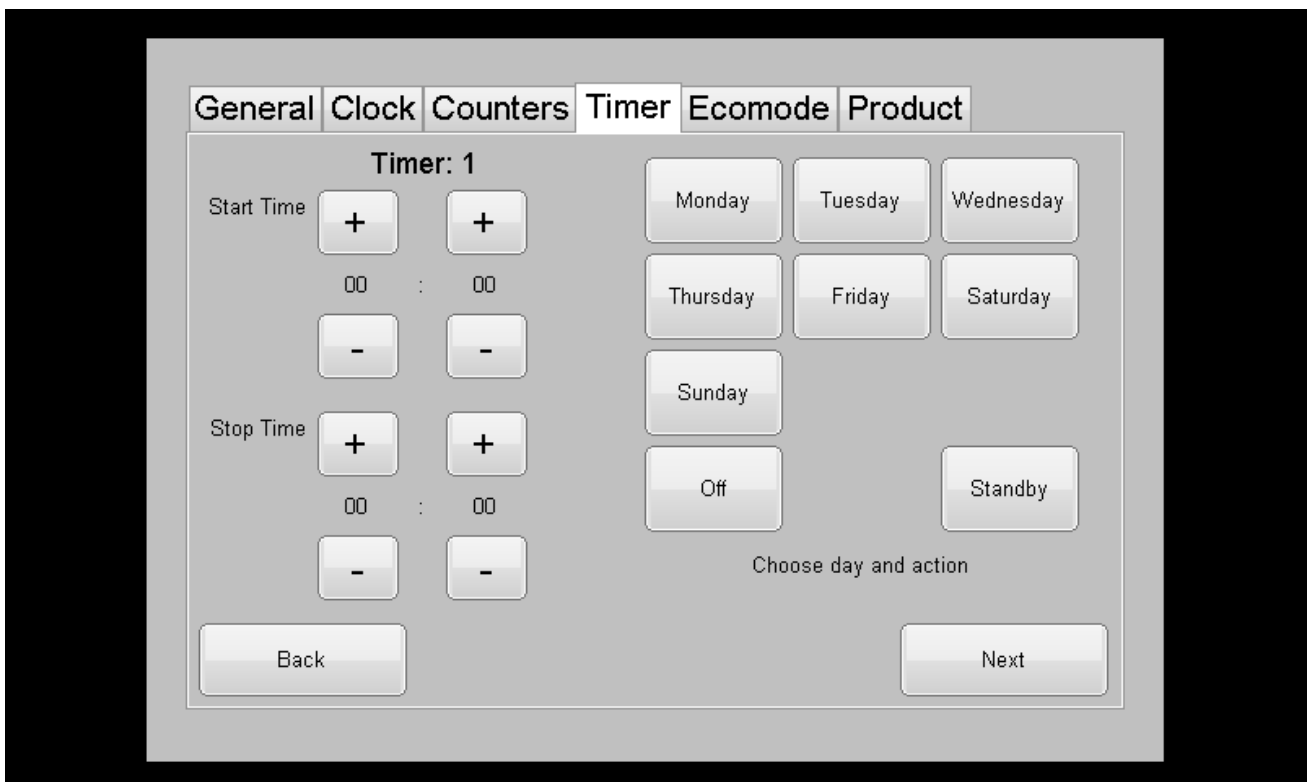 General Clock Counters Timer Ecomode Product
Timer: 1
Start Time + +
00 : 00
- -
Stop Time + +
00 : 00
- -
Monday Tuesday Wednesday
Thursday Friday Saturday
Sunday
Off Standby
Choose day and action
Back Next